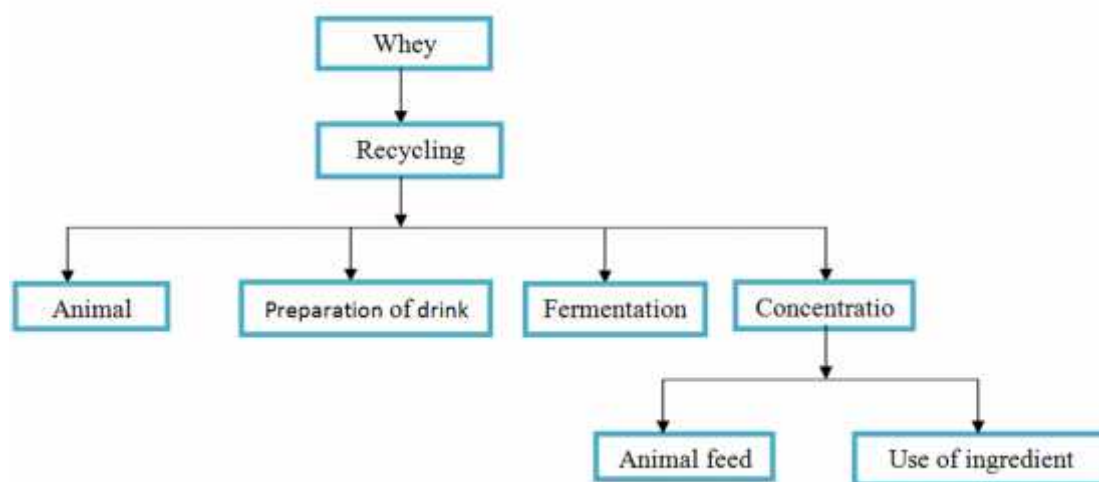 Whey
Recycling
Animal
Preparation of drink
Fermentation
Concentratio
Animal feed
Use of ingredient